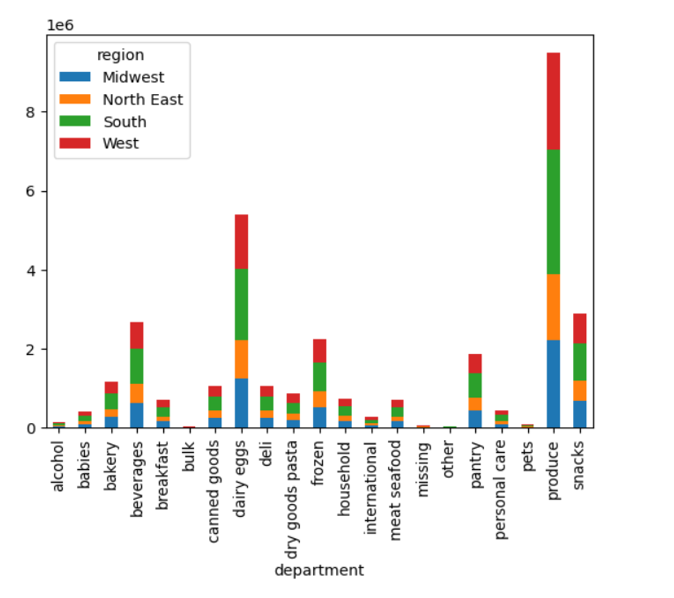 1e6
region
Midwest
North East
South
West
8
6
4
2
0
alcohol
babies
bakery
beverages
breakfast
bulk
canned goods
dairy eggs
deli
dry goods pasta
frozen
household
international
meat seafood
missing
other
pantry
personal care
pets
produce
snacks
department